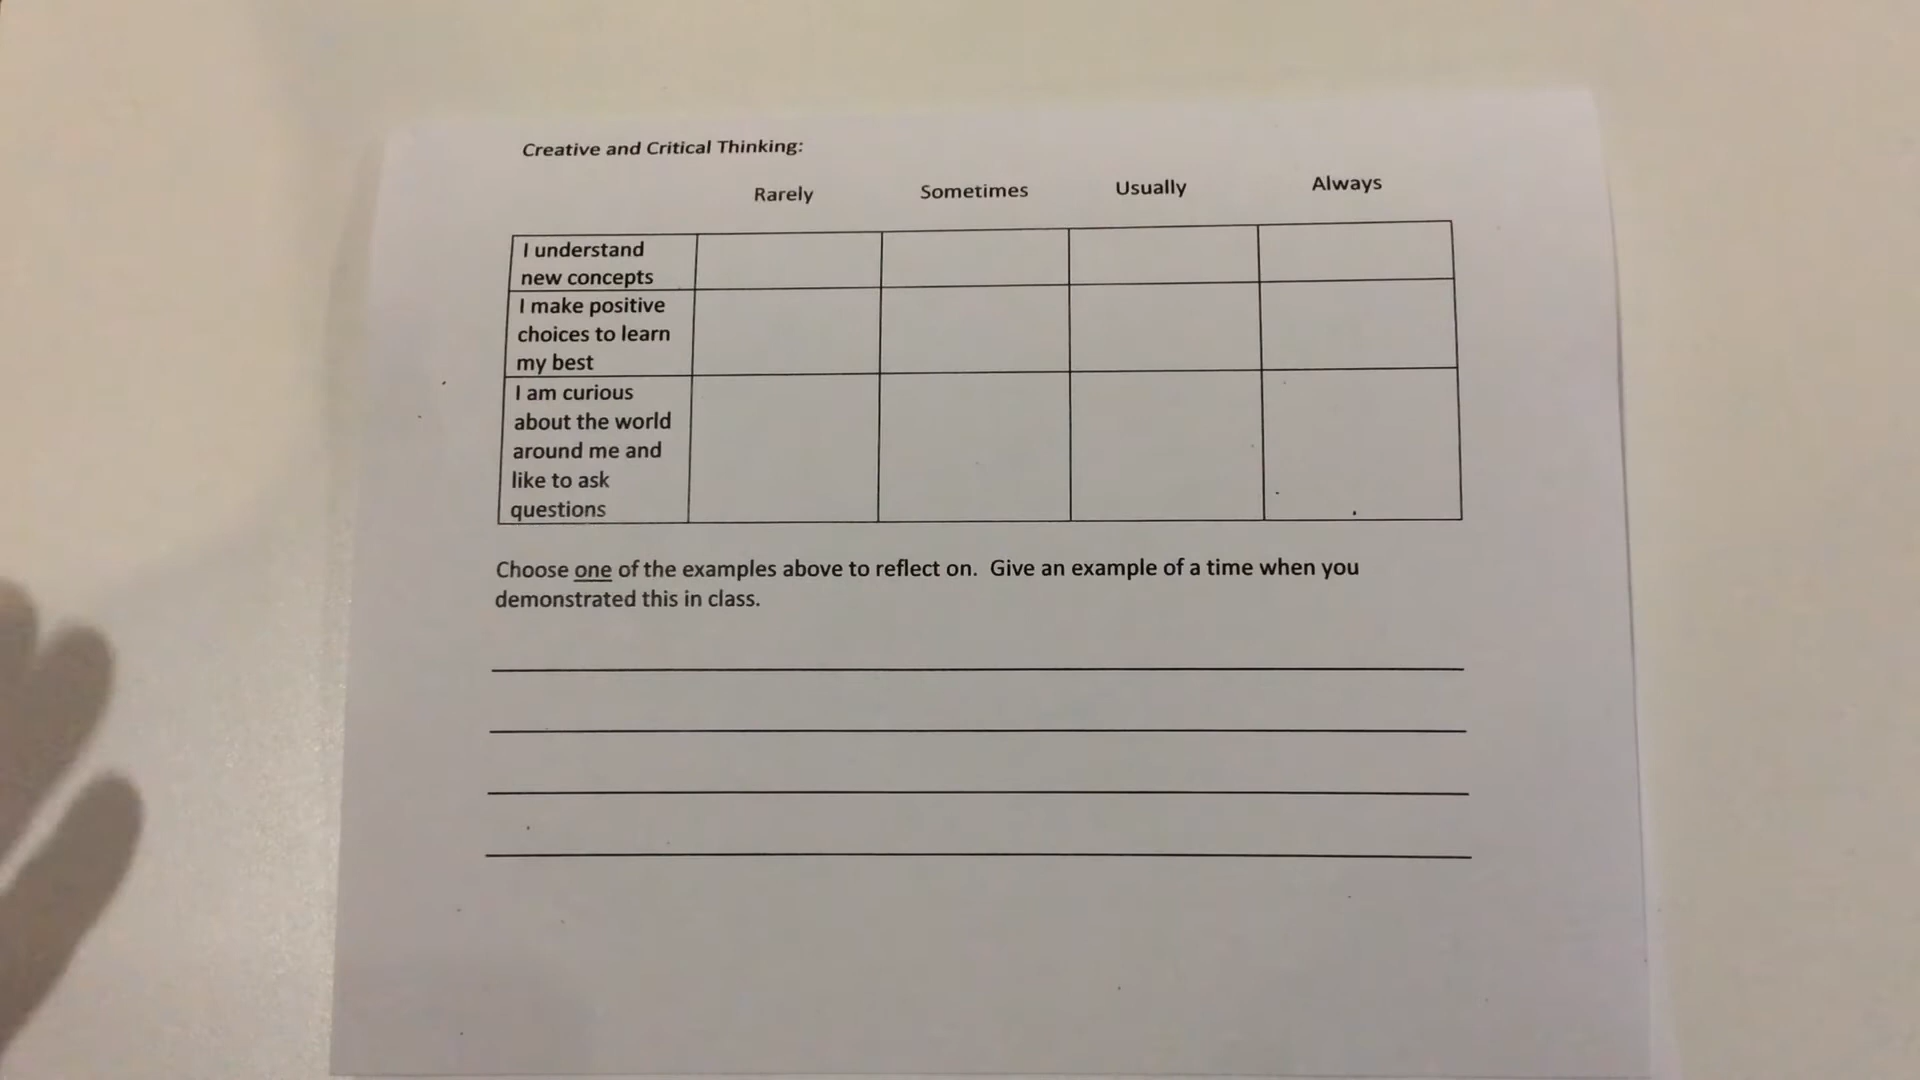 Creative and Critical Thinking:
Rarely Sometimes Usually Always
I understand
new concepts
I make positive
choices to learn
my best
I am curious
about the world
around me and
like to ask
questions
Choose one of the examples above to reflect on. Give an example of a time when you
demonstrated this in class.